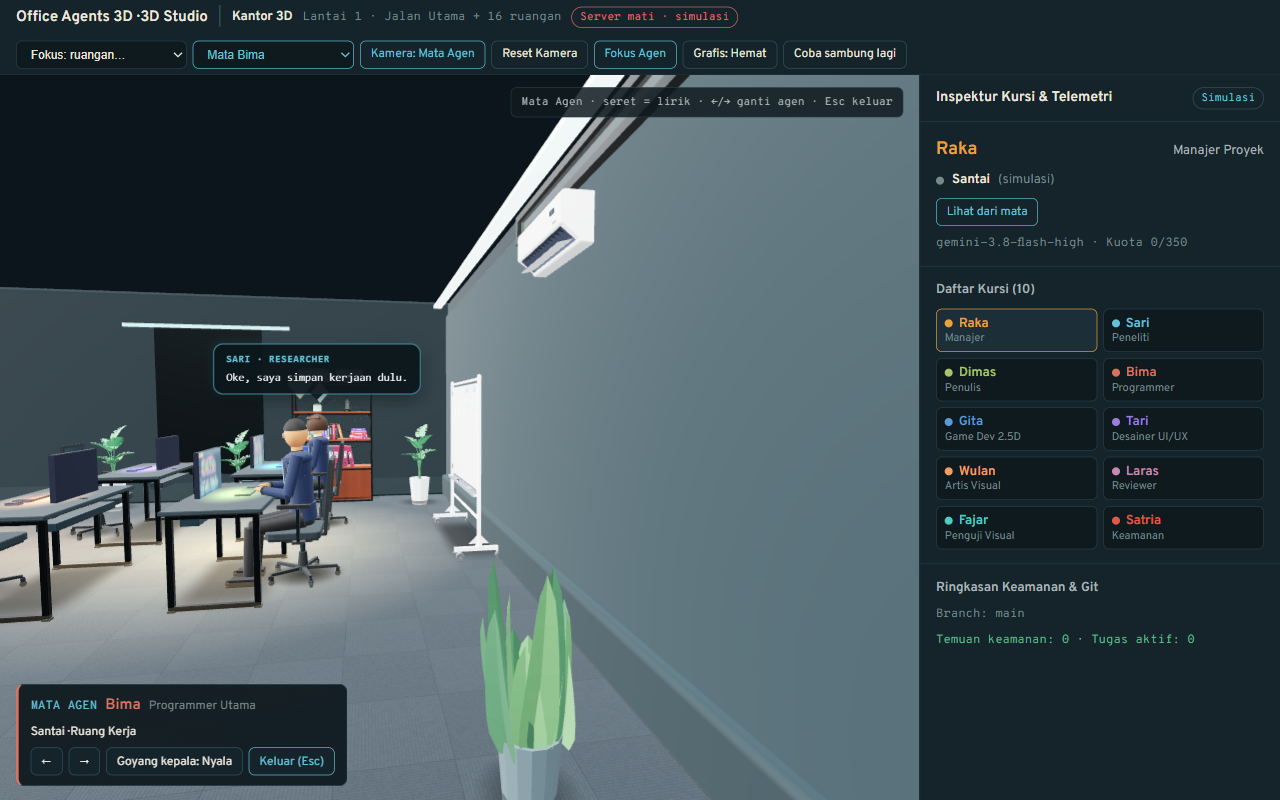 Office Agents 3D ·3D Studio
Kantor 3D Lantai 1 · Jalan Utama + 16 ruangan
Server mati · simulasi
Fokus: ruangan...
Mata Bima
Kamera: Mata Agen
Reset Kamera
Fokus Agen
Grafis: Hemat
Coba sambung lagi
Mata Agen · seret = lirik · ←/→ ganti agen · Esc keluar
SARI · RESEARCHER
Oke, saya simpan kerjaan dulu.
MATA AGEN Bima Programmer Utama
Santai ·Ruang Kerja
← → Goyang kepala: Nyala Keluar (Esc)
Inspektur Kursi & Telemetri
Simulasi
Raka
Manajer Proyek
Santai (simulasi)
Lihat dari mata
gemini-3.8-flash-high · Kuota 0/350
Daftar Kursi (10)
Raka
Manajer
Sari
Peneliti
Dimas
Penulis
Bima
Programmer
Gita
Game Dev 2.5D
Tari
Desainer UI/UX
Wulan
Artis Visual
Laras
Reviewer
Fajar
Penguji Visual
Satria
Keamanan
Ringkasan Keamanan & Git
Branch: main
Temuan keamanan: 0 · Tugas aktif: 0